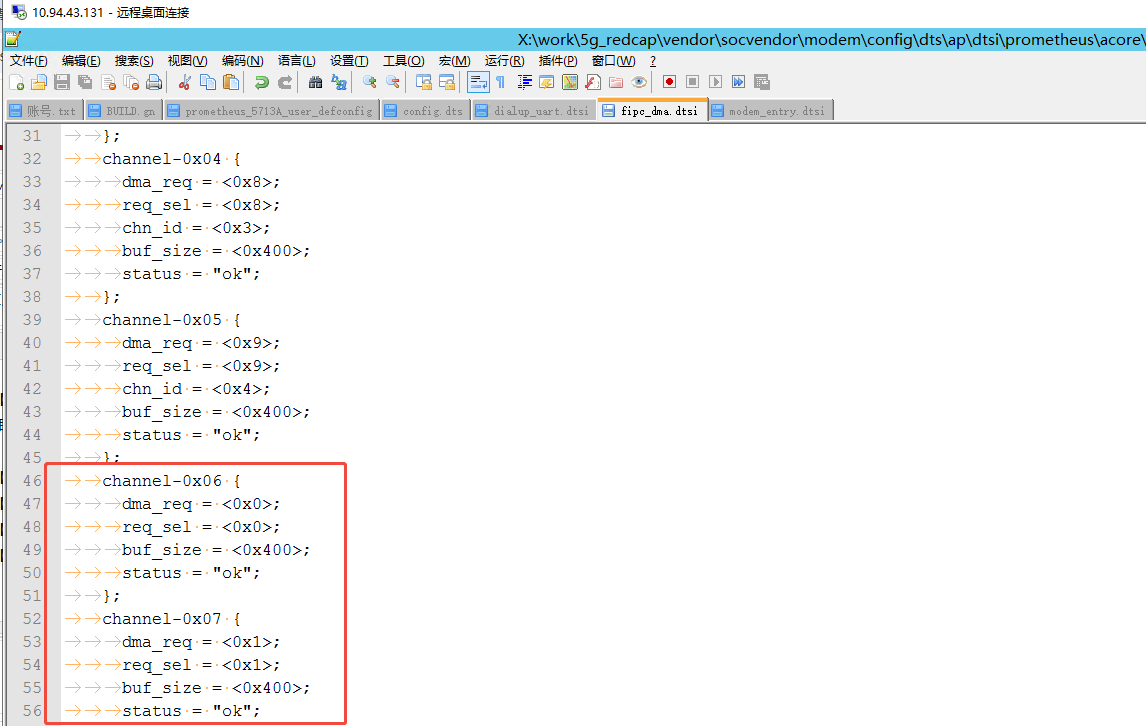 10.94.43.131 - 远程桌面连接
X:\work\5g_redcap\vendor\socvendor\modem\config\dts\ap\dtsi\prometheus\acore\
文件(F) 编辑(E) 搜索(S) 视图(V) 编码(N) 语言(L) 设置(T) 工具(O) 宏(M) 运行(R) 插件(P) 窗口(W) ?
账号.txt BUILD.gn prometheus_5713A_user_defconfig config.dts dialup_uart.dtsi fipc_dma.dtsi modem_entry.dtsi
31 };
32 channel-0x04 {
33 dma_req = <0x8>;
34 req_sel = <0x8>;
35 chn_id = <0x3>;
36 buf_size = <0x400>;
37 status = "ok";
38 };
39 channel-0x05 {
40 dma_req = <0x9>;
41 req_sel = <0x9>;
42 chn_id = <0x4>;
43 buf_size = <0x400>;
44 status = "ok";
45 };
46 channel-0x06 {
47 dma_req = <0x0>;
48 req_sel = <0x0>;
49 buf_size = <0x400>;
50 status = "ok";
51 };
52 channel-0x07 {
53 dma_req = <0x1>;
54 req_sel = <0x1>;
55 buf_size = <0x400>;
56 status = "ok";